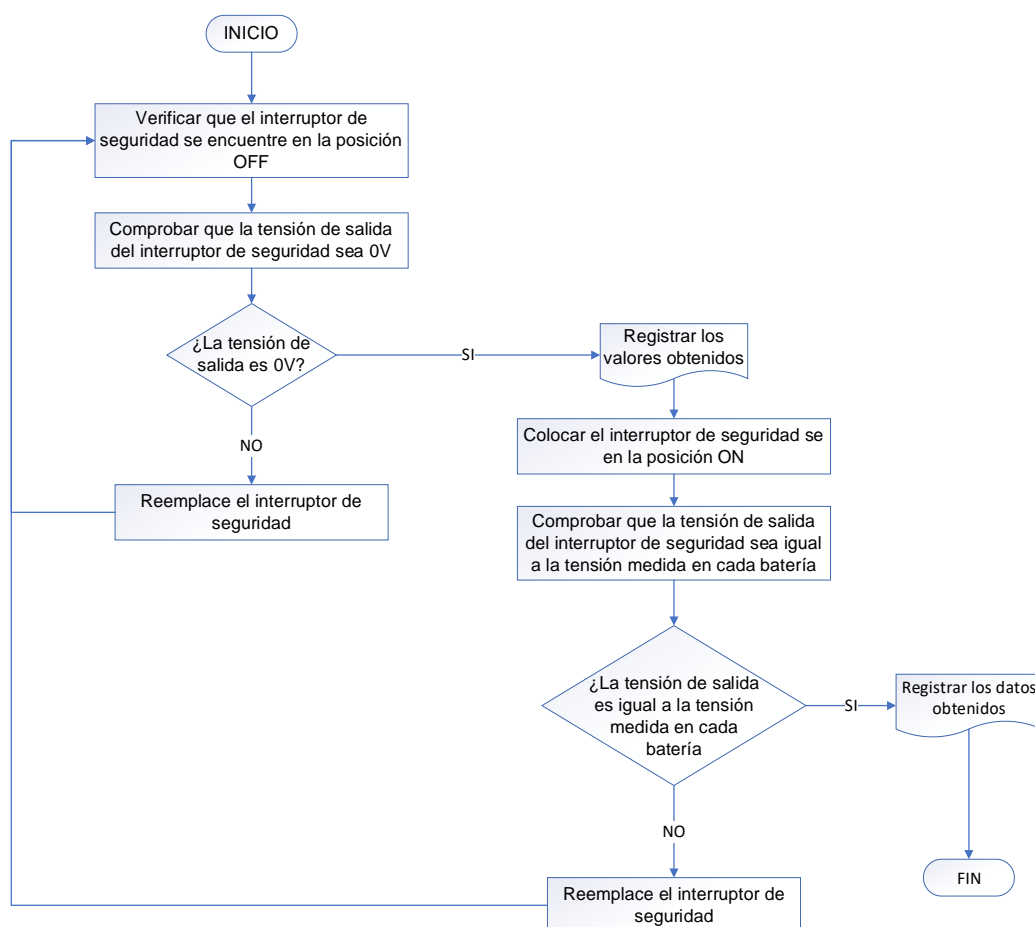 INICIO
Verificar que el interruptor de
seguridad se encuentre en la posición
OFF
Comprobar que la tensión de salida
del interruptor de seguridad sea 0V
¿La tensión de
salida es 0V?
SI
Registrar los
valores obtenidos
NO
Reemplace el interruptor de
seguridad
Colocar el interruptor de seguridad se
en la posición ON
Comprobar que la tensión de salida
del interruptor de seguridad sea igual
a la tensión medida en cada batería
¿La tensión de salida
es igual a la tensión
medida en cada
batería
SI
Registrar los datos
obtenidos
NO
Reemplace el interruptor de
seguridad
FIN